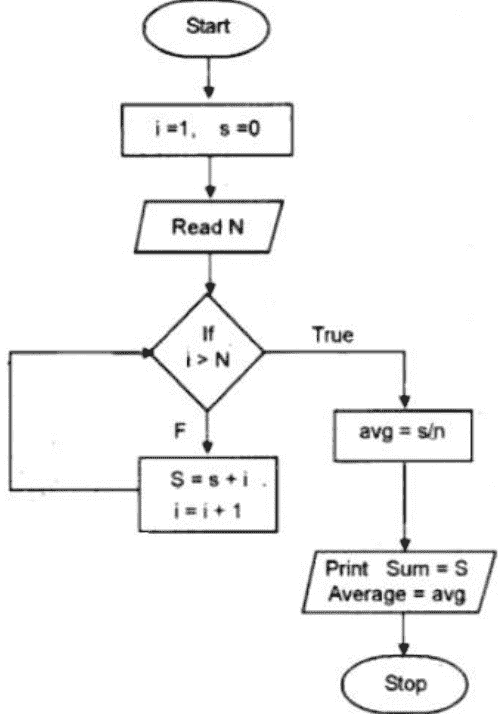 Start
i =1, s =0
Read N
If
i > N
True
F
S = s + i .
i = i + 1
avg = s/n
Print Sum = S
Average = avg
Stop